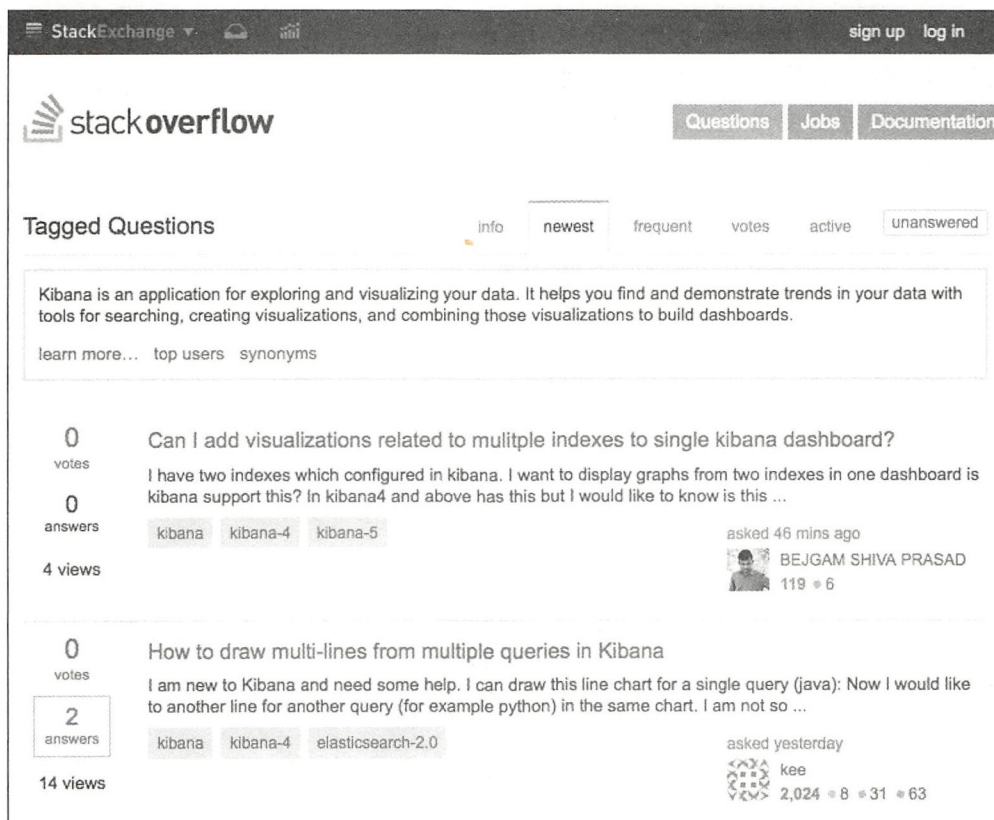 StackExchange
sign up log in
stackoverflow
Questions Jobs Documentation
Tagged Questions
info newest frequent votes active unanswered
Kibana is an application for exploring and visualizing your data. It helps you find and demonstrate trends in your data with
tools for searching, creating visualizations, and combining those visualizations to build dashboards.
learn more... top users synonyms
0
votes
0
answers
4 views
Can I add visualizations related to mulitple indexes to single kibana dashboard?
I have two indexes which configured in kibana. I want to display graphs from two indexes in one dashboard is
kibana support this? In kibana4 and above has this but I would like to know is this ...
kibana kibana-4 kibana-5
asked 46 mins ago
BEJGAM SHIVA PRASAD
119 6
0
votes
2
answers
14 views
How to draw multi-lines from multiple queries in Kibana
I am new to Kibana and need some help. I can draw this line chart for a single query (java): Now I would like
to another line for another query (for example python) in the same chart. I am not so ...
kibana kibana-4 elasticsearch-2.0
asked yesterday
kee
2,024 8 31 63